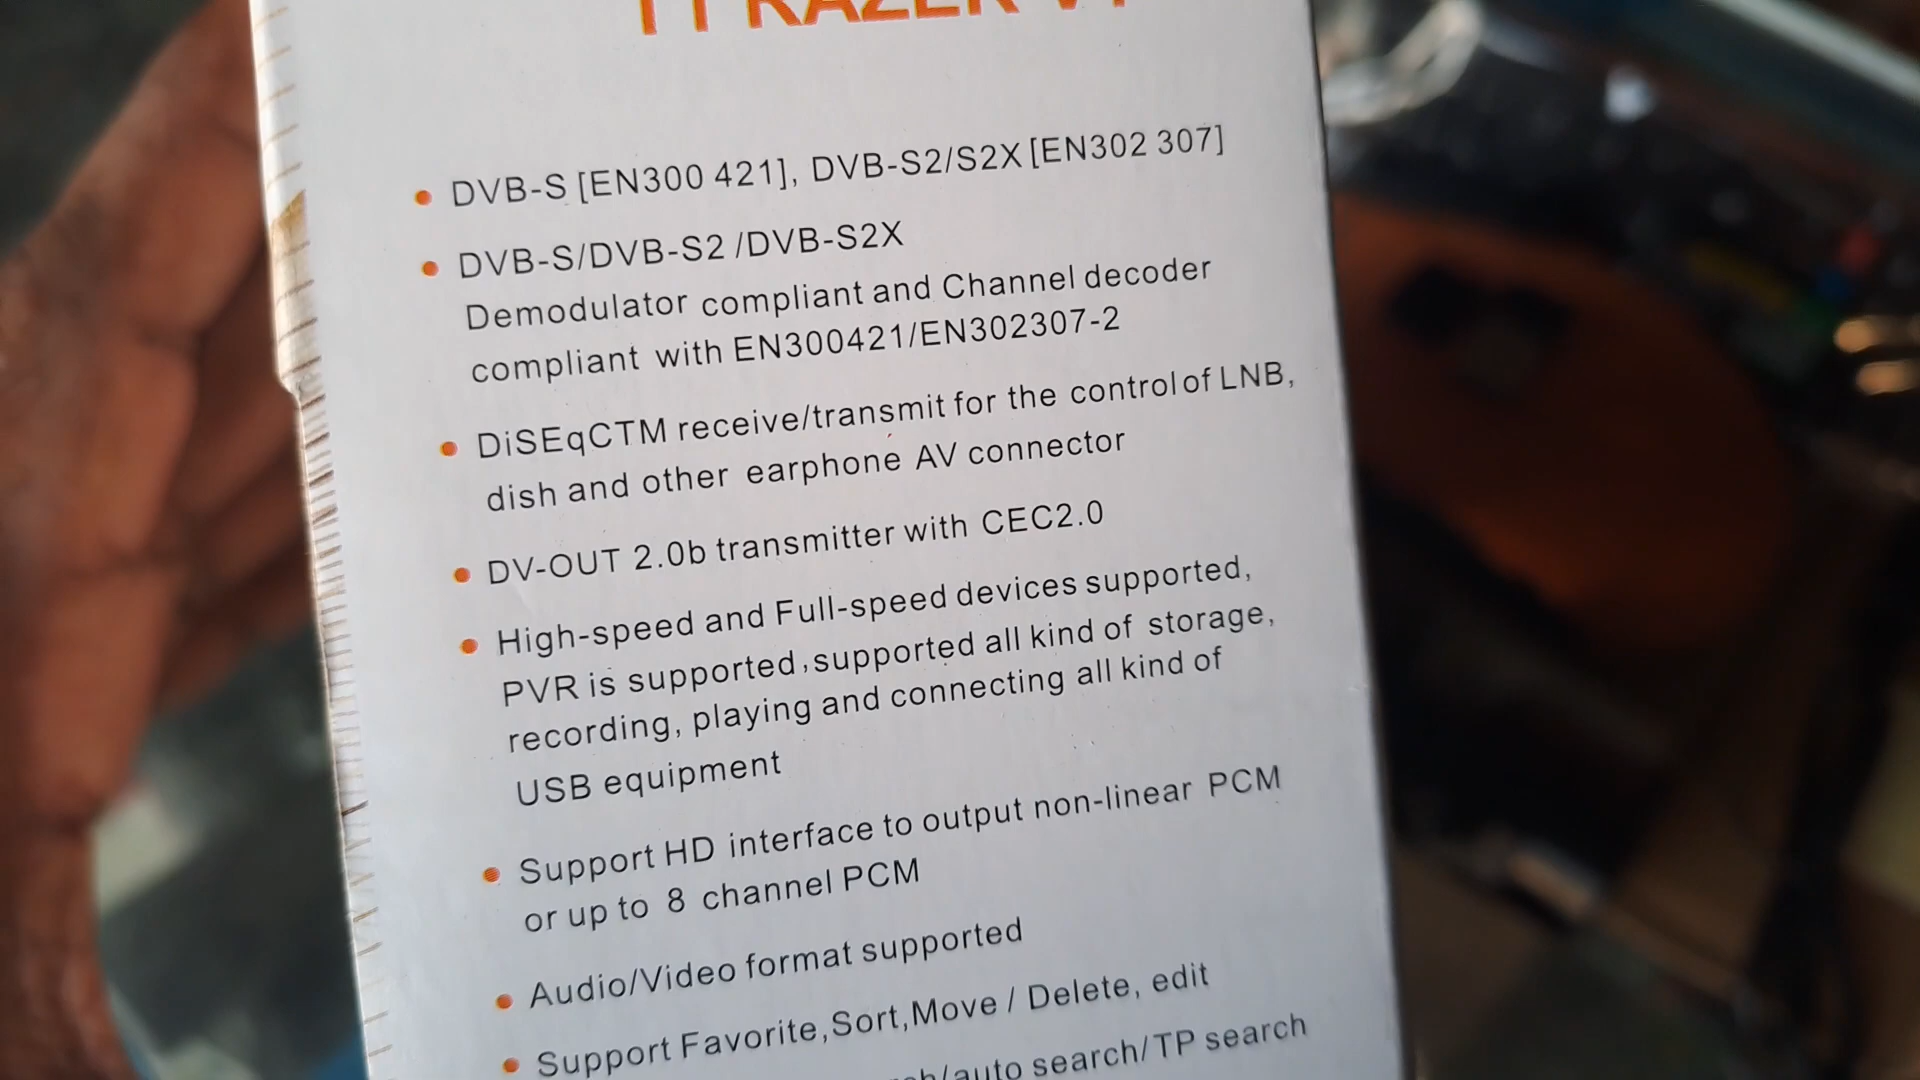 RAZER
• DVB-S [EN300 421], DVB-S2/S2X [EN302 307]
• DVB-S/DVB-S2 /DVB-S2X
Demodulator compliant and Channel decoder
compliant with EN300421/EN302307-2
• DiSEqCTM receive/transmit for the control of LNB,
dish and other earphone AV connector
• DV-OUT 2.0b transmitter with CEC2.0
• High-speed and Full-speed devices supported,
PVR is supported,supported all kind of storage,
recording, playing and connecting all kind of
USB equipment
• Support HD interface to output non-linear PCM
or up to 8 channel PCM
• Audio/Video format supported
• Support Favorite,Sort,Move / Delete, edit
/auto search/TP search